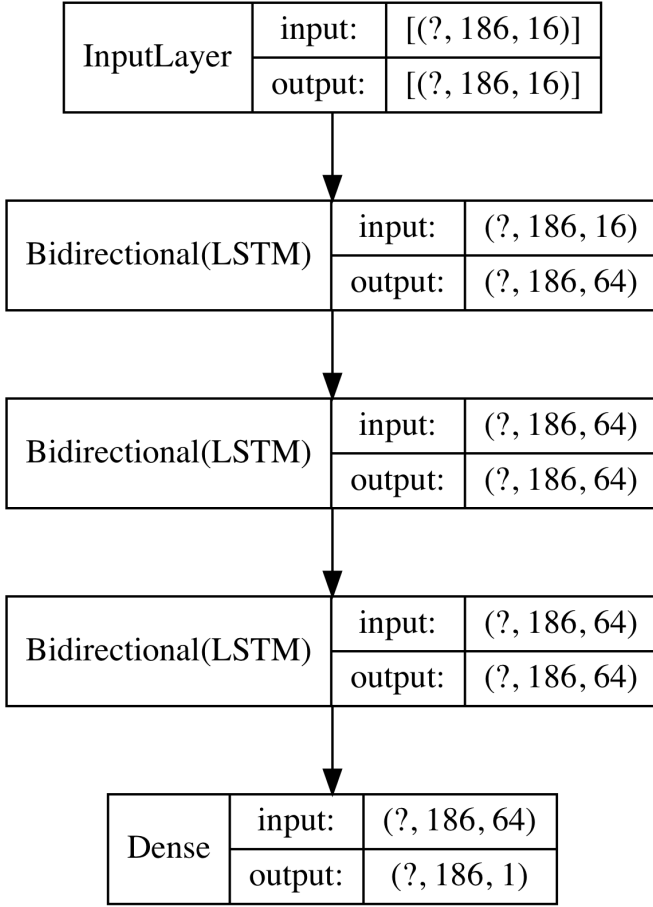 InputLayer
input: [(?, 186, 16)]
output: [(?, 186, 16)]
Bidirectional(LSTM)
input: (?, 186, 16)
output: (?, 186, 64)
Bidirectional(LSTM)
input: (?, 186, 64)
output: (?, 186, 64)
Bidirectional(LSTM)
input: (?, 186, 64)
output: (?, 186, 64)
Dense
input: (?, 186, 64)
output: (?, 186, 1)